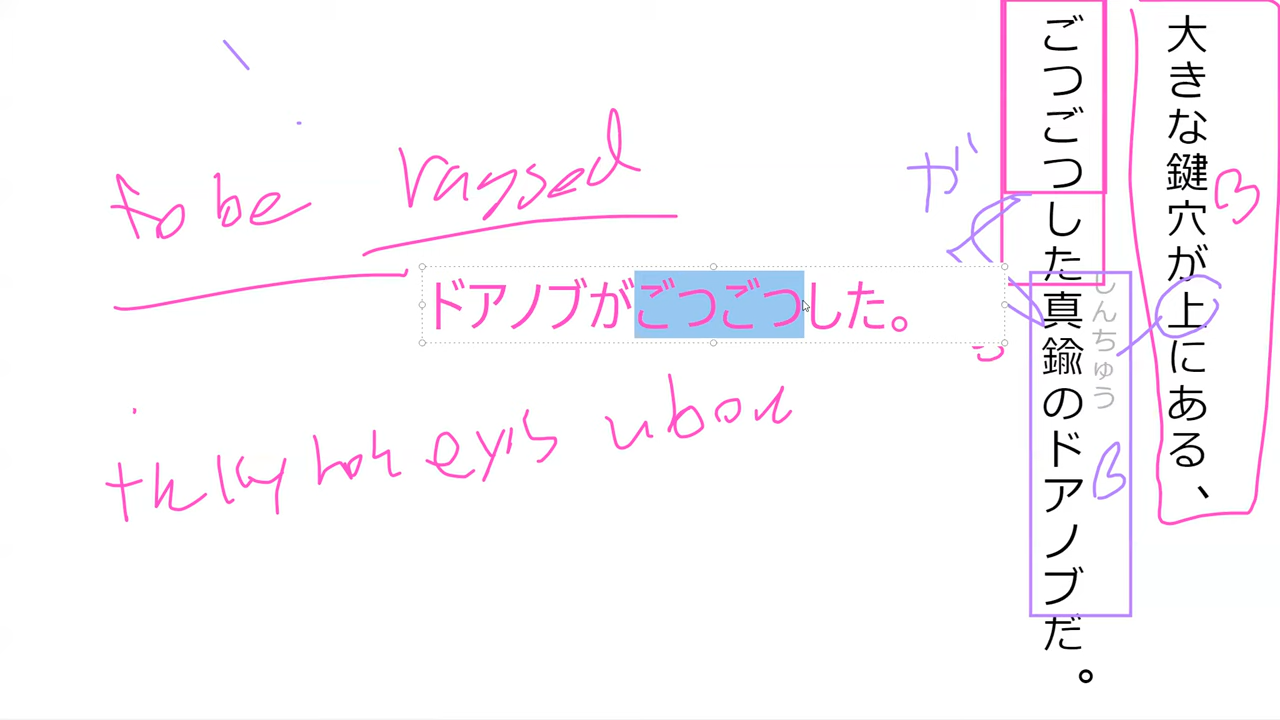 大きな鍵穴が上にある、
ごつごつした真鍮のドアノブだ。
しんちゅう
B
が
B
to be
ドアノブがごつごつした。